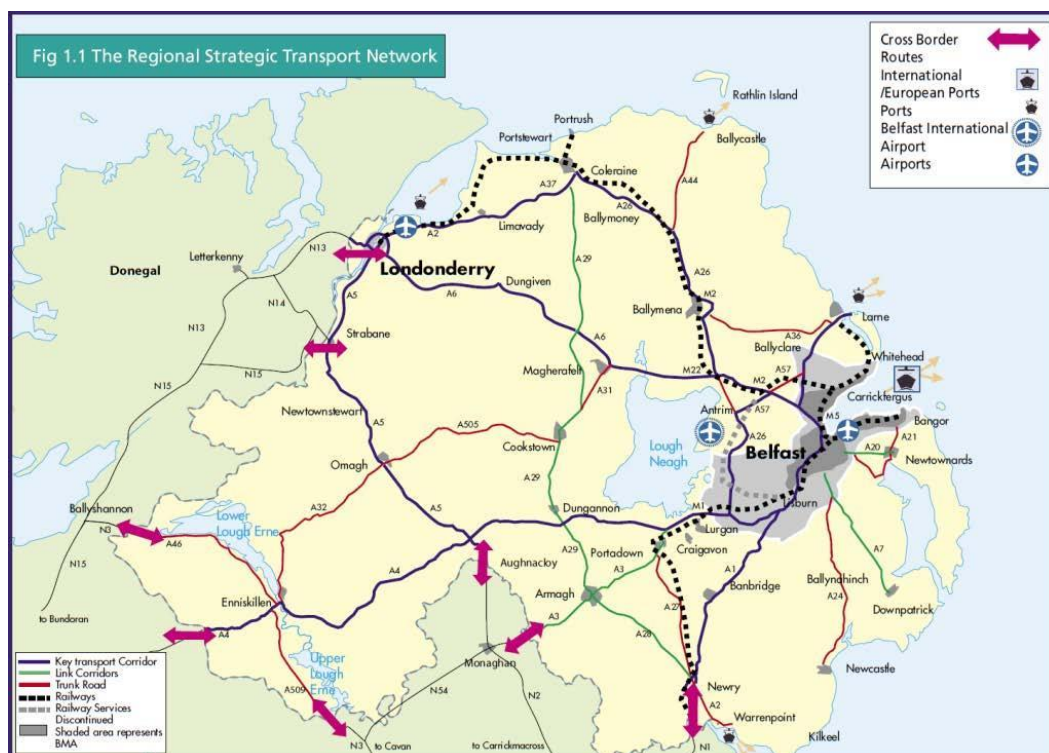 Fig 1.1 The Regional Strategic Transport Network
Cross Border
Routes
International
/European Ports
Ports
Belfast International
Airport
Airports
Rathlin Island
Portrush
Portstewart
Ballycastle
Coleraine
A37
A44
A26
A2
Limavady
Ballymoney
N13
Letterkenny
Donegal
Londonderry
A29
Dungiven
A26
A5
A6
N14
M2
Ballymena
Larne
N13
Strabane
A6
A36
Ballyclare
Whitehead
N15
Magherafelt
M22
M2
A57
N15
A31
Carrickfergus
Newtownstewart
Antrim
A57
M5
Bangor
A5
A505
Cookstown
A26
A21
Lough
Neagh
Belfast
A20
Newtownards
Omagh
A29
Ballyshannon
Lower
Lough Erne
A32
A5
Dungannon
M1
Lisburn
N3
A46
Lurgan
Portadown
Craigavon
A7
N15
Aughnacloy
A29
A3
A1
A4
Banbridge
Ballynahinch
Enniskillen
Armagh
A27
A24
Downpatrick
to Bundoran
A3
A28
A4
Monaghan
Upper
Lough
Erne
Newcastle
N54
Newry
A509
N2
A2
Warrenpoint
N3
to Cavan
to Carrickmacross
N1
Kilkeel
Key transport Corridor
Link Corridors
Trunk Road
Railways
Railway Services
Discontinued
Shaded area represents
BMA